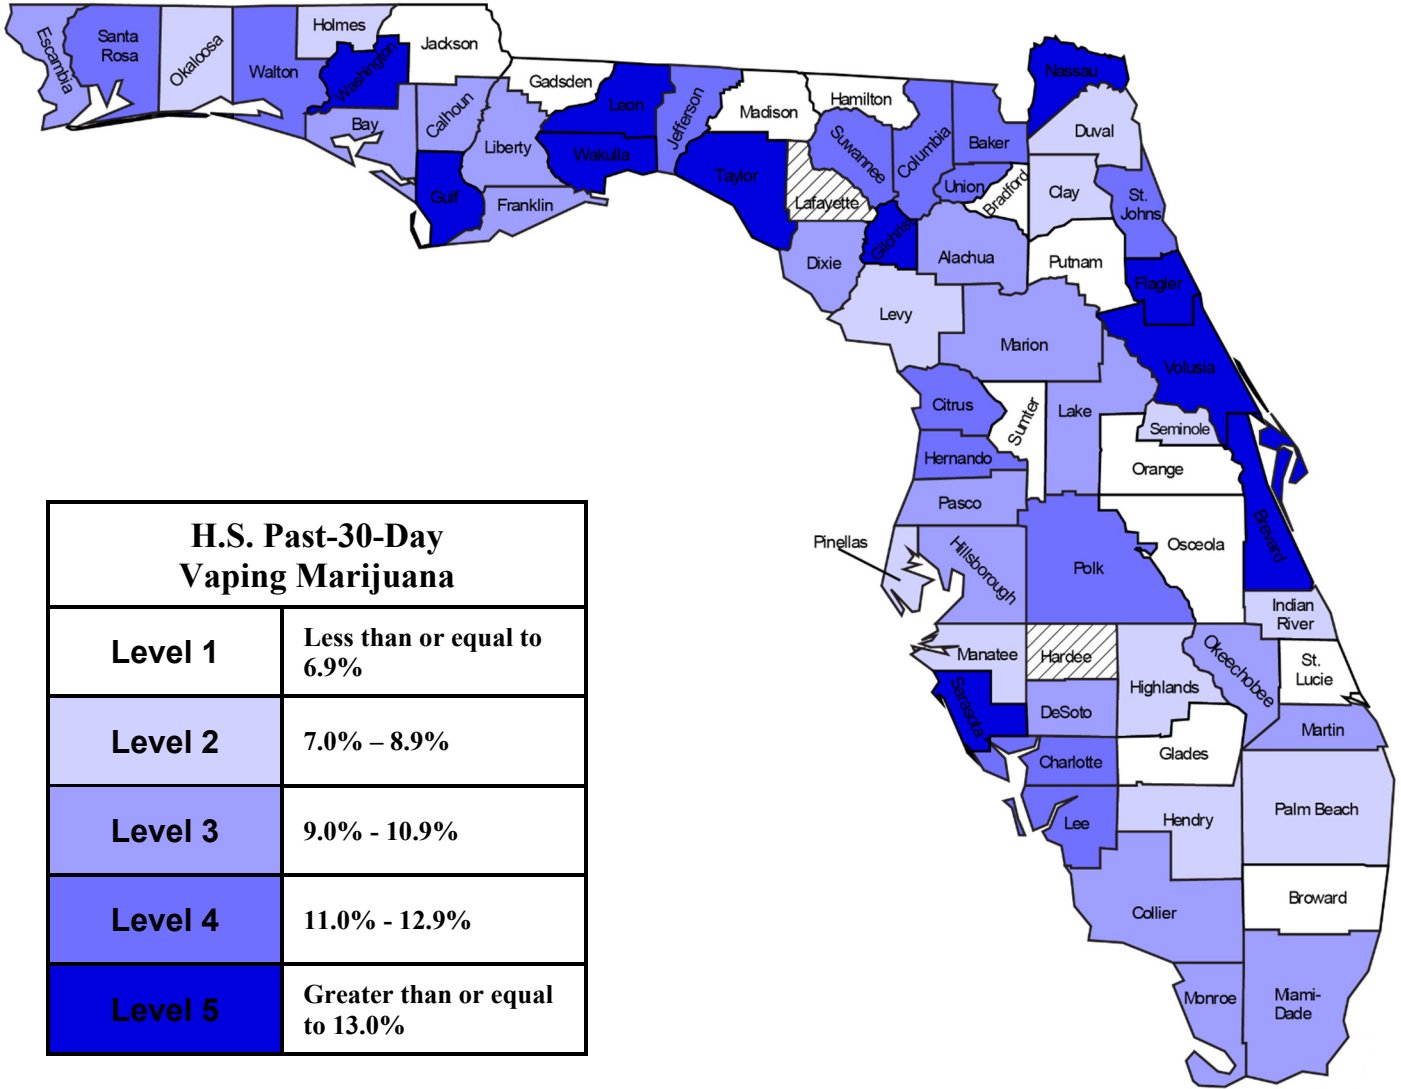 Escambia
Santa
Rosa
Okaloosa
Walton
Holmes
Washington
Jackson
Bay
Calhoun
Gulf
Liberty
Franklin
Gadsden
Leon
Wakulla
Jefferson
Madison
Taylor
Hamilton
Suwannee
Lafayette
Dixie
Columbia
Gilchrist
Baker
Union
Bradford
Alachua
Nassau
Duval
Clay
St.
Johns
Putnam
Flagler
Levy
Marion
Volusia
Citrus
Sumter
Lake
Seminole
Hernando
Orange
Pasco
Brevard
Pinellas
Hillsborough
Polk
Osceola
Indian
River
Manatee
Hardee
Highlands
Okeechobee
St.
Lucie
Sarasota
DeSoto
Martin
Charlotte
Glades
Lee
Hendry
Palm Beach
Collier
Broward
Monroe
Miami-
Dade
H.S. Past-30-Day
Vaping Marijuana
Level 1
Less than or equal to
6.9%
Level 2
7.0% – 8.9%
Level 3
9.0% - 10.9%
Level 4
11.0% - 12.9%
Level 5
Greater than or equal
to 13.0%